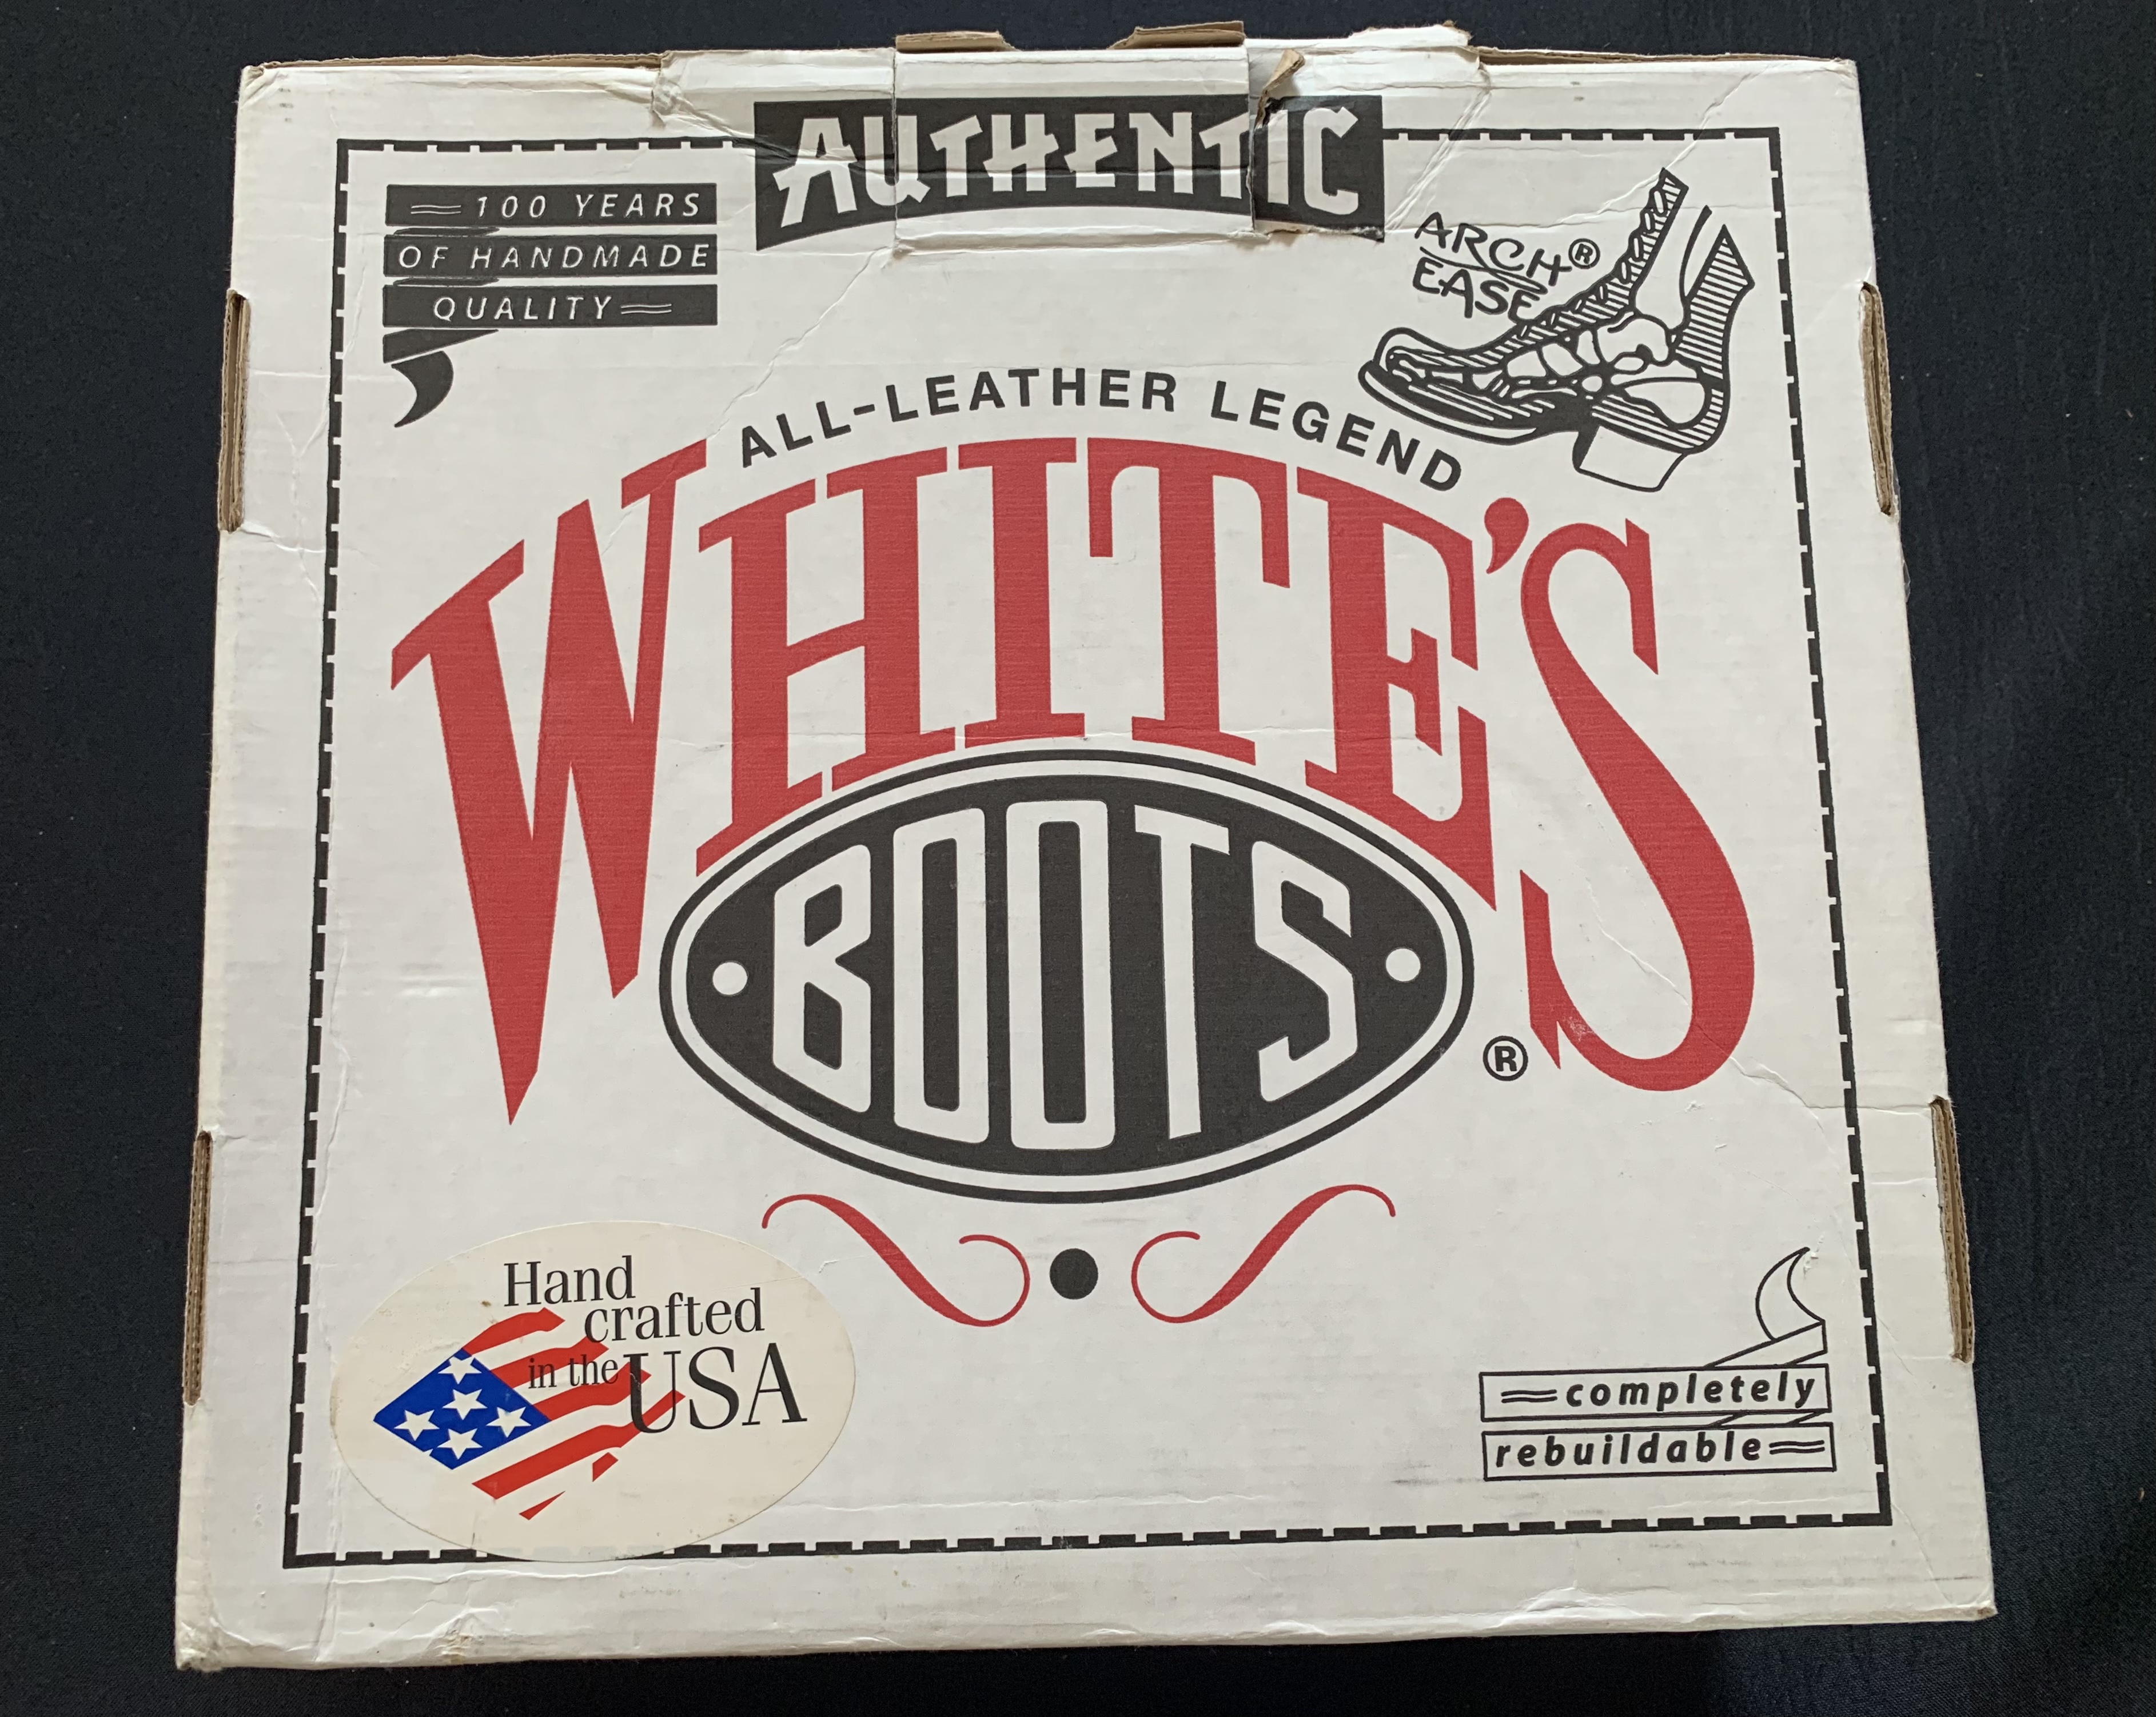 AUTHENTIC
100 YEARS
OF HANDMADE
QUALITY
ARCH®
EASE
ALL-LEATHER LEGEND
WHITE'S
BOOTS
®
Hand
crafted
in the USA
completely
rebuildable